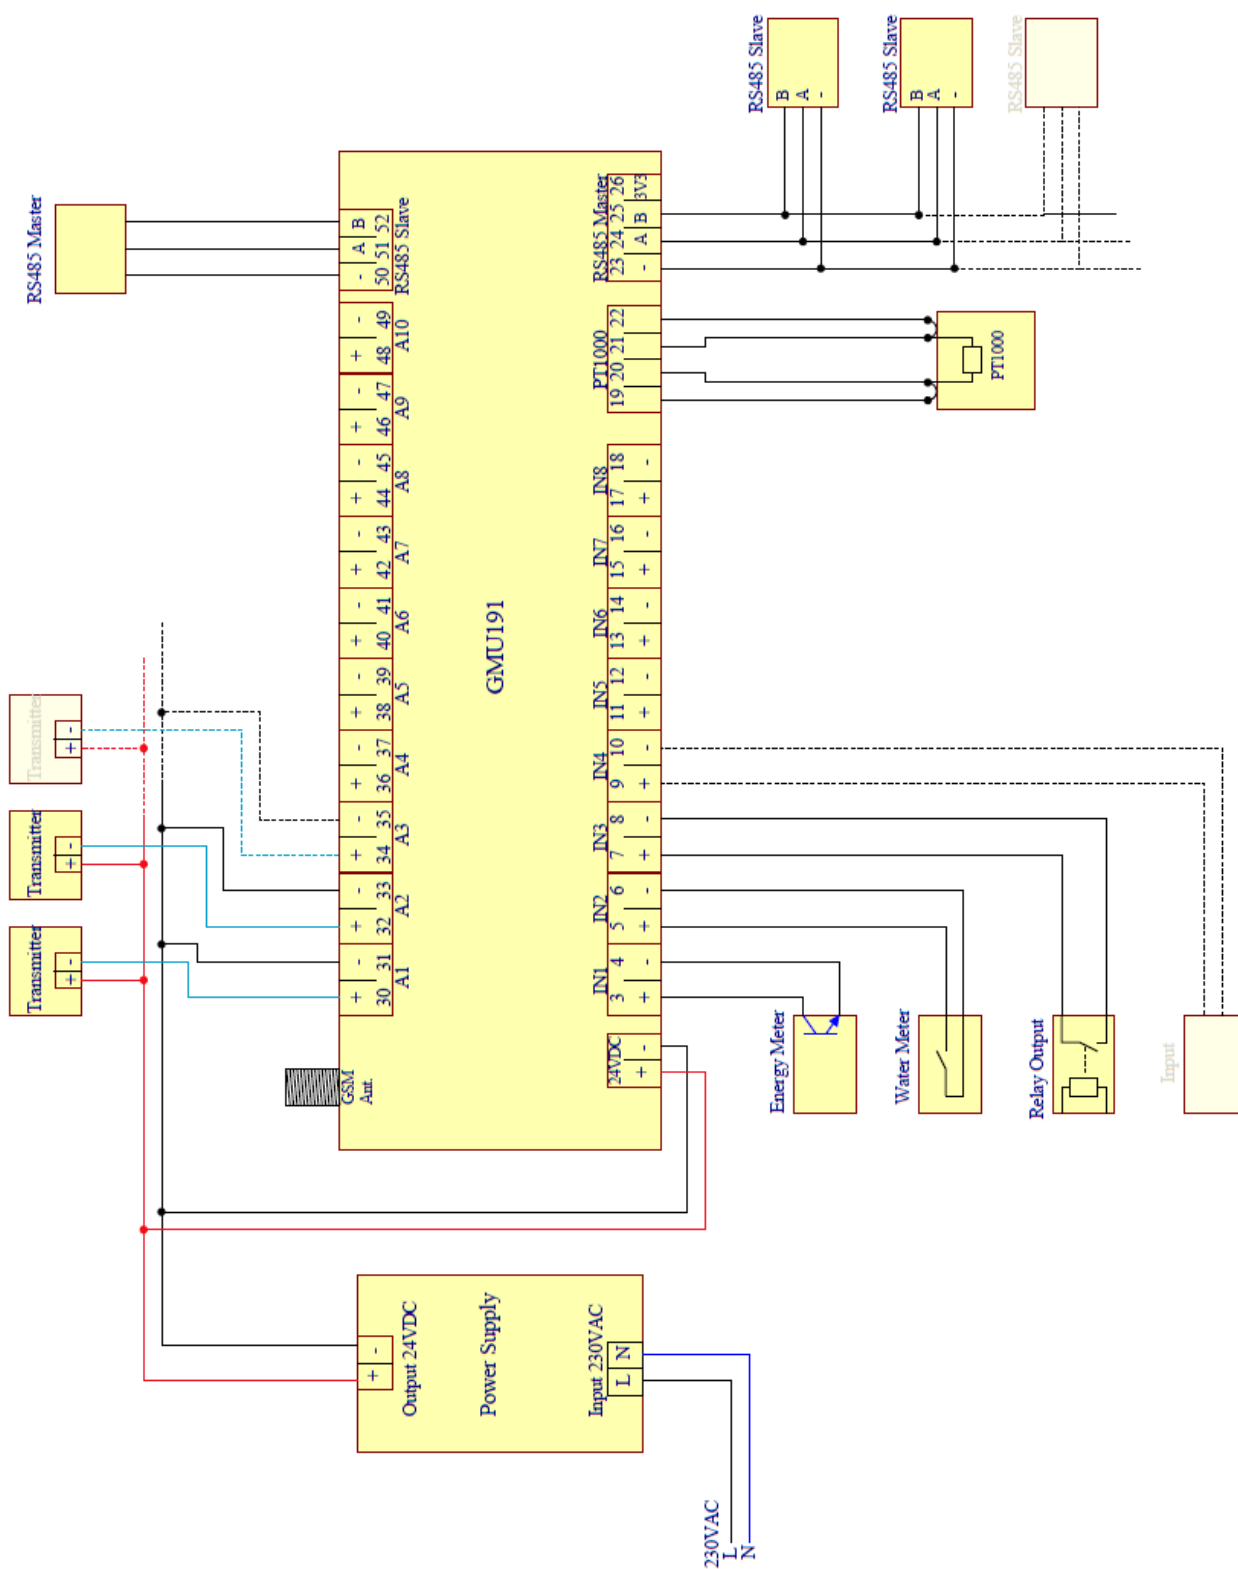 Transmitter
+ -
Transmitter
+ -
Transmitter
+ -
RS485 Master
GSM
Ant.
+ - + - + - + - + - + - + - + - + - + - - A B
30 31 32 33 34 35 36 37 38 39 40 41 42 43 44 45 46 47 48 49 50 51 52
A1 A2 A3 A4 A5 A6 A7 A8 A9 A10 RS485 Slave
GMU191
24VDC IN1 IN2 IN3 IN4 IN5 IN6 IN7 IN8 PT1000 RS485 Master
3 4 5 6 7 8 9 10 11 12 13 14 15 16 17 18 19 20 21 22 23 24 25 26
+ - + - + - + - + - + - + - + - + - - A B 3V3
+ -
Output 24VDC
Power Supply
Input 230VAC
L N
230VAC
L
N
Energy Meter
Water Meter
Relay Output
Input
PT1000
RS485 Slave
- A B
RS485 Slave
- A B
RS485 Slave